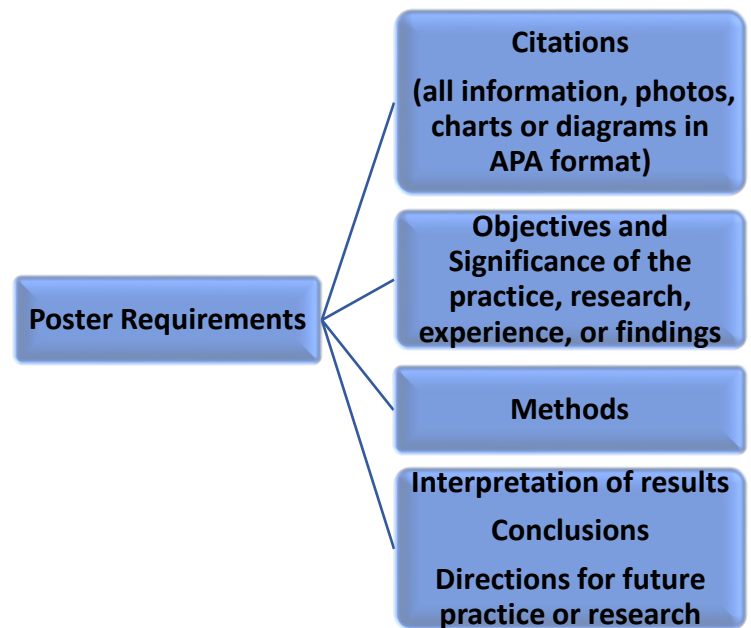 Citations
(all information, photos,
charts or diagrams in
APA format)
Objectives and
Significance of the
practice, research,
experience, or findings
Poster Requirements
Methods
Interpretation of results
Conclusions
Directions for future
practice or research